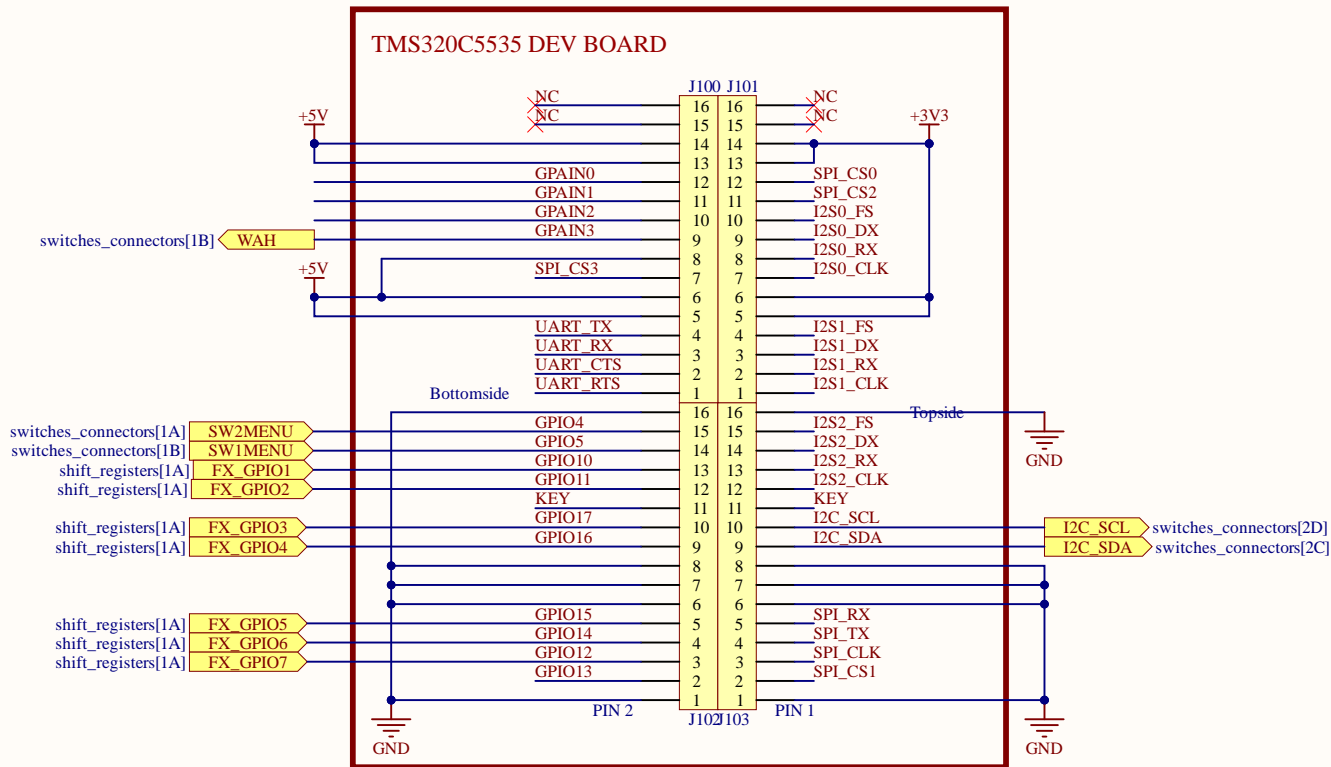 TMS320C5535 DEV BOARD
J100 J101
NC 16 16 NC
+5V NC 15 15 NC +3V3
14 14
13 13
GPAIN0 12 12 SPI_CS0
GPAIN1 11 11 SPI_CS2
GPAIN2 10 10 I2S0_FS
switches_connectors[1B] WAH GPAIN3 9 9 I2S0_DX
8 8 I2S0_RX
+5V SPI_CS3 7 7 I2S0_CLK
6 6
5 5
UART_TX 4 4 I2S1_FS
UART_RX 3 3 I2S1_DX
UART_CTS 2 2 I2S1_RX
Bottomside UART_RTS 1 1 I2S1_CLK
16 16 Topside
switches_connectors[1A] SW2MENU GPIO4 15 15 I2S2_FS
switches_connectors[1B] SW1MENU GPIO5 14 14 I2S2_DX
shift_registers[1A] FX_GPIO1 GPIO10 13 13 I2S2_RX GND
shift_registers[1A] FX_GPIO2 GPIO11 12 12 I2S2_CLK
KEY 11 11 KEY
shift_registers[1A] FX_GPIO3 GPIO17 10 10 I2C_SCL I2C_SCL switches_connectors[2D]
shift_registers[1A] FX_GPIO4 GPIO16 9 9 I2C_SDA I2C_SDA switches_connectors[2C]
8 8
7 7
6 6
shift_registers[1A] FX_GPIO5 GPIO15 5 5 SPI_RX
shift_registers[1A] FX_GPIO6 GPIO14 4 4 SPI_TX
shift_registers[1A] FX_GPIO7 GPIO12 3 3 SPI_CLK
GPIO13 2 2 SPI_CS1
1 1
PIN 2 J102 J103 PIN 1
GND GND